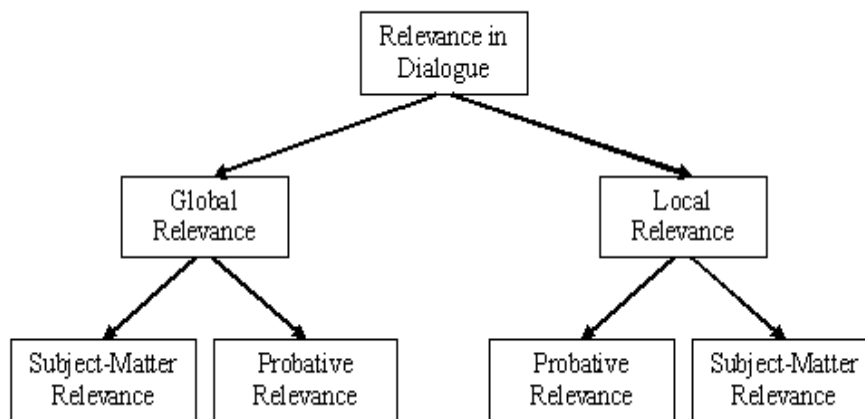 Relevance in
Dialogue
Global
Relevance
Local
Relevance
Subject-Matter
Relevance
Probative
Relevance
Probative
Relevance
Subject-Matter
Relevance